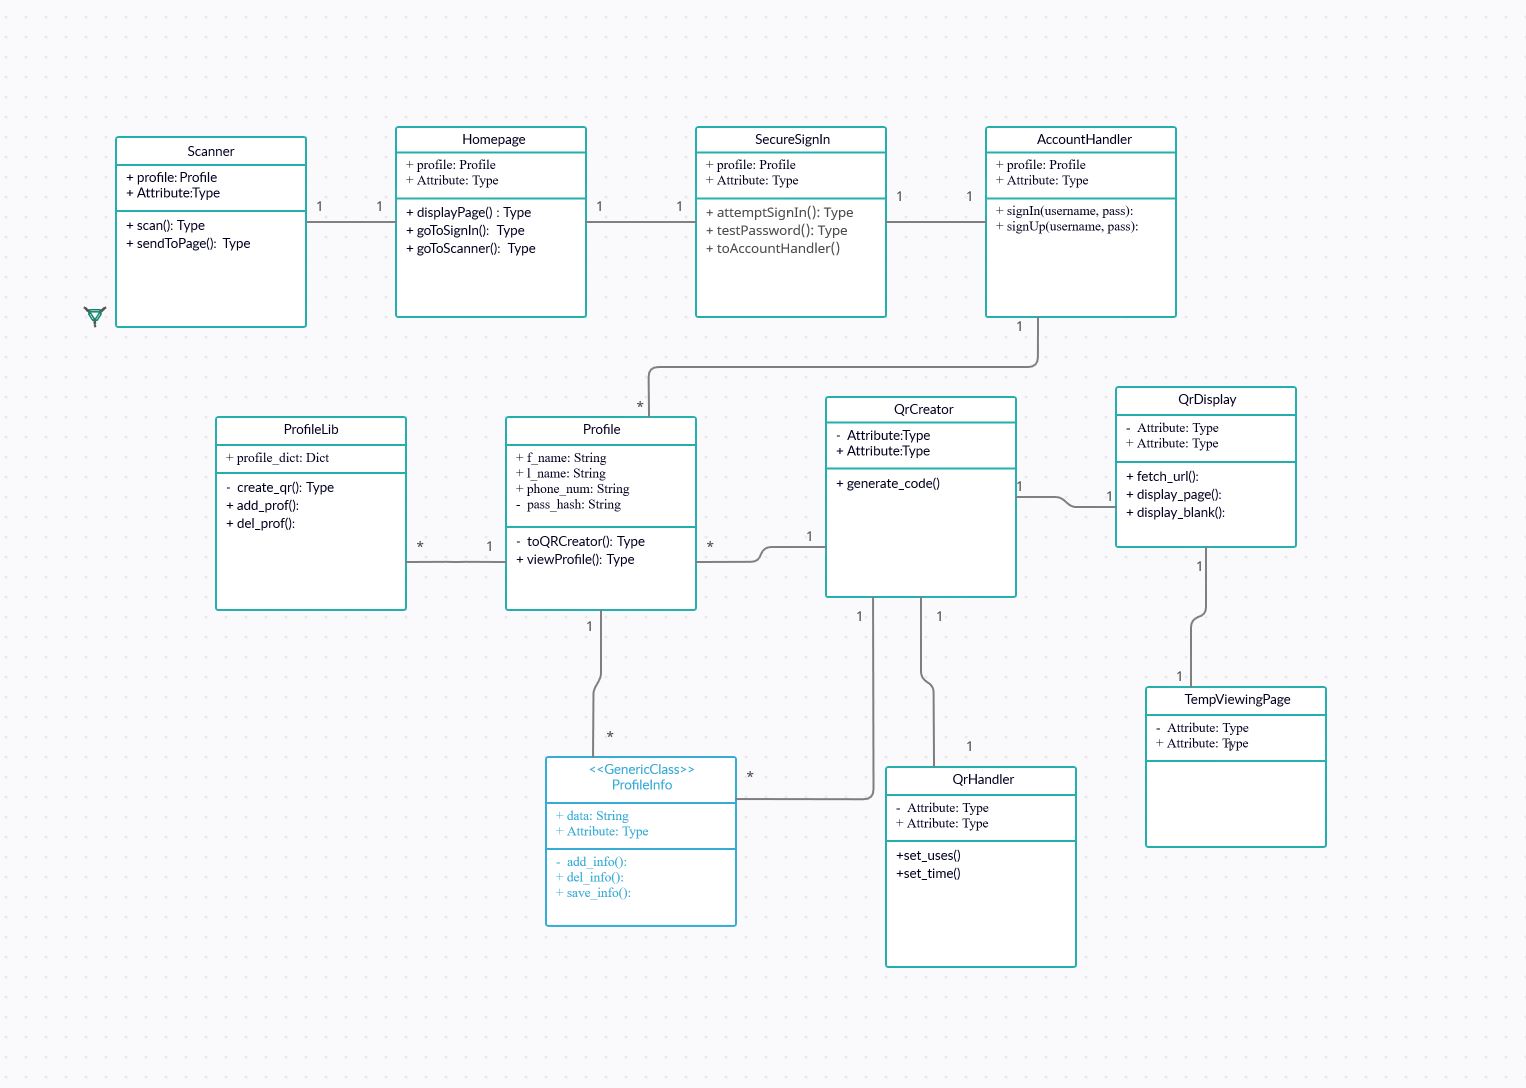 Scanner
+ profile: Profile
+ Attribute:Type
+ scan(): Type
+ sendToPage():  Type
1
1
Homepage
+ profile: Profile
+ Attribute: Type
+ displayPage() : Type
+ goToSignIn():  Type
+ goToScanner():  Type
1
1
SecureSignIn
+ profile: Profile
+ Attribute: Type
+ attemptSignIn(): Type
+ testPassword(): Type
+ toAccountHandler()
1
1
AccountHandler
+ profile: Profile
+ Attribute: Type
+ signIn(username, pass):
+ signUp(username, pass):
1
*
ProfileLib
+ profile_dict: Dict
-  create_qr(): Type
+ add_prof():
+ del_prof():
*
1
Profile
+ f_name: String
+ l_name: String
+ phone_num: String
-  pass_hash: String
-  toQRCreator(): Type
+ viewProfile(): Type
*
1
QrCreator
-  Attribute:Type
+ Attribute:Type
+ generate_code()
1
1
QrDisplay
-  Attribute: Type
+ Attribute: Type
+ fetch_url():
+ display_page():
+ display_blank():
1
1
1
1
1
*
<<GenericClass>>
ProfileInfo
+ data: String
+ Attribute: Type
-  add_info():
+ del_info():
+ save_info():
*
1
QrHandler
-  Attribute: Type
+ Attribute: Type
+set_uses()
+set_time()
TempViewingPage
-  Attribute: Type
+ Attribute: Type